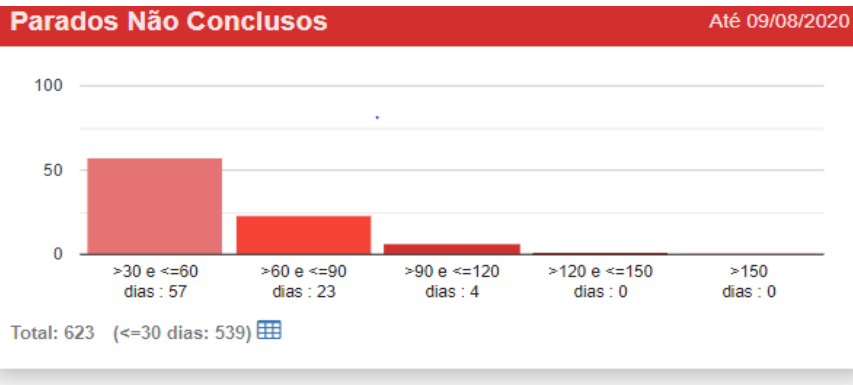 Parados Não Conclusos
Até 09/08/2020
100
50
0
>30 e <=60
dias : 57
>60 e <=90
dias : 23
>90 e <=120
dias : 4
>120 e <=150
dias : 0
>150
dias : 0
Total: 623 (<=30 dias: 539)